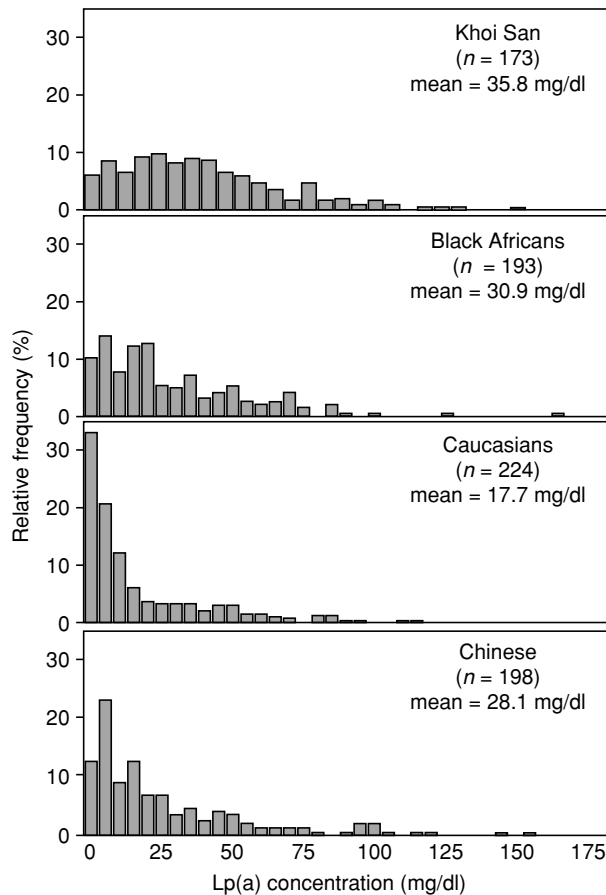 30
20
10
0
Khoi San
(n = 173)
mean = 35.8 mg/dl
30
20
10
0
Black Africans
(n = 193)
mean = 30.9 mg/dl
Relative frequency (%)
30
20
10
0
Caucasians
(n = 224)
mean = 17.7 mg/dl
30
20
10
0
Chinese
(n = 198)
mean = 28.1 mg/dl
0 25 50 75 100 125 150 175
Lp(a) concentration (mg/dl)